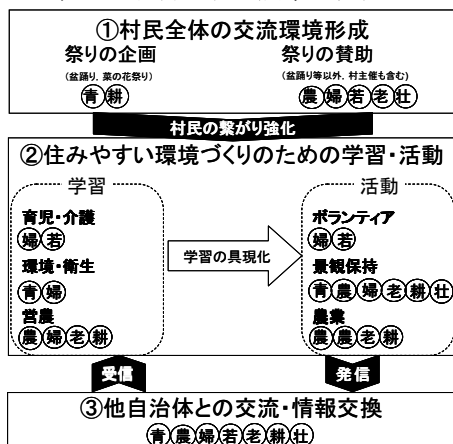 ①村民全体の交流環境形成
祭りの企画 祭りの賛助
(盆踊り、菜の花祭り) (盆踊り等以外、村主催も含む)
青耕 農婦若老壮
村民の繋がり強化
②住みやすい環境づくりのための学習・活動
学習 活動
育児・介護 ボランティア
婦若 婦若
学習の具現化
環境・衛生 景観保持
青婦 青農婦老耕壮
営農 農業
農婦老耕 農農老耕
受信 発信
③他自治体との交流・情報交換
青農婦若老耕壮